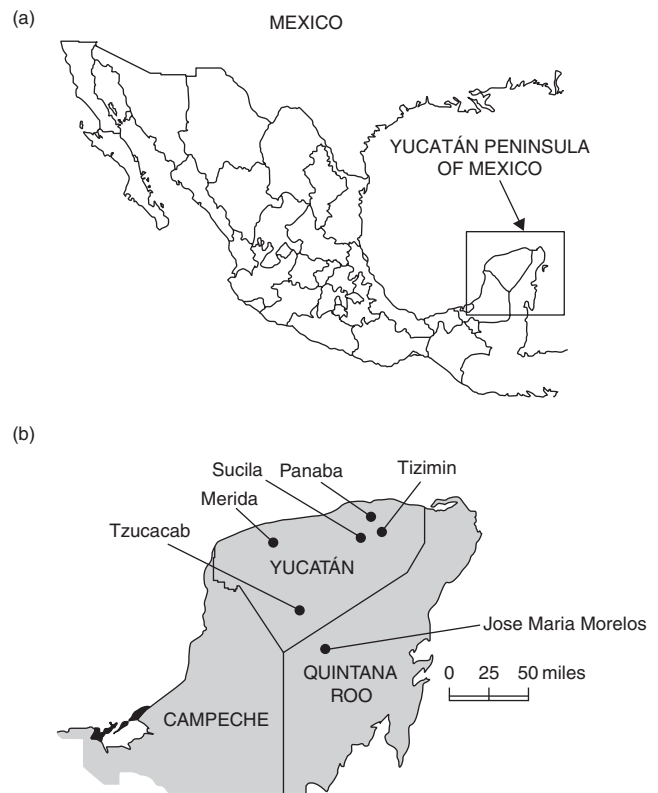 (a)
MEXICO
YUCATÁN PENINSULA
OF MEXICO
(b)
Sucila
Panaba
Tizimin
Merida
Tzucacab
YUCATÁN
Jose Maria Morelos
QUINTANA
ROO
0 25 50 miles
CAMPECHE